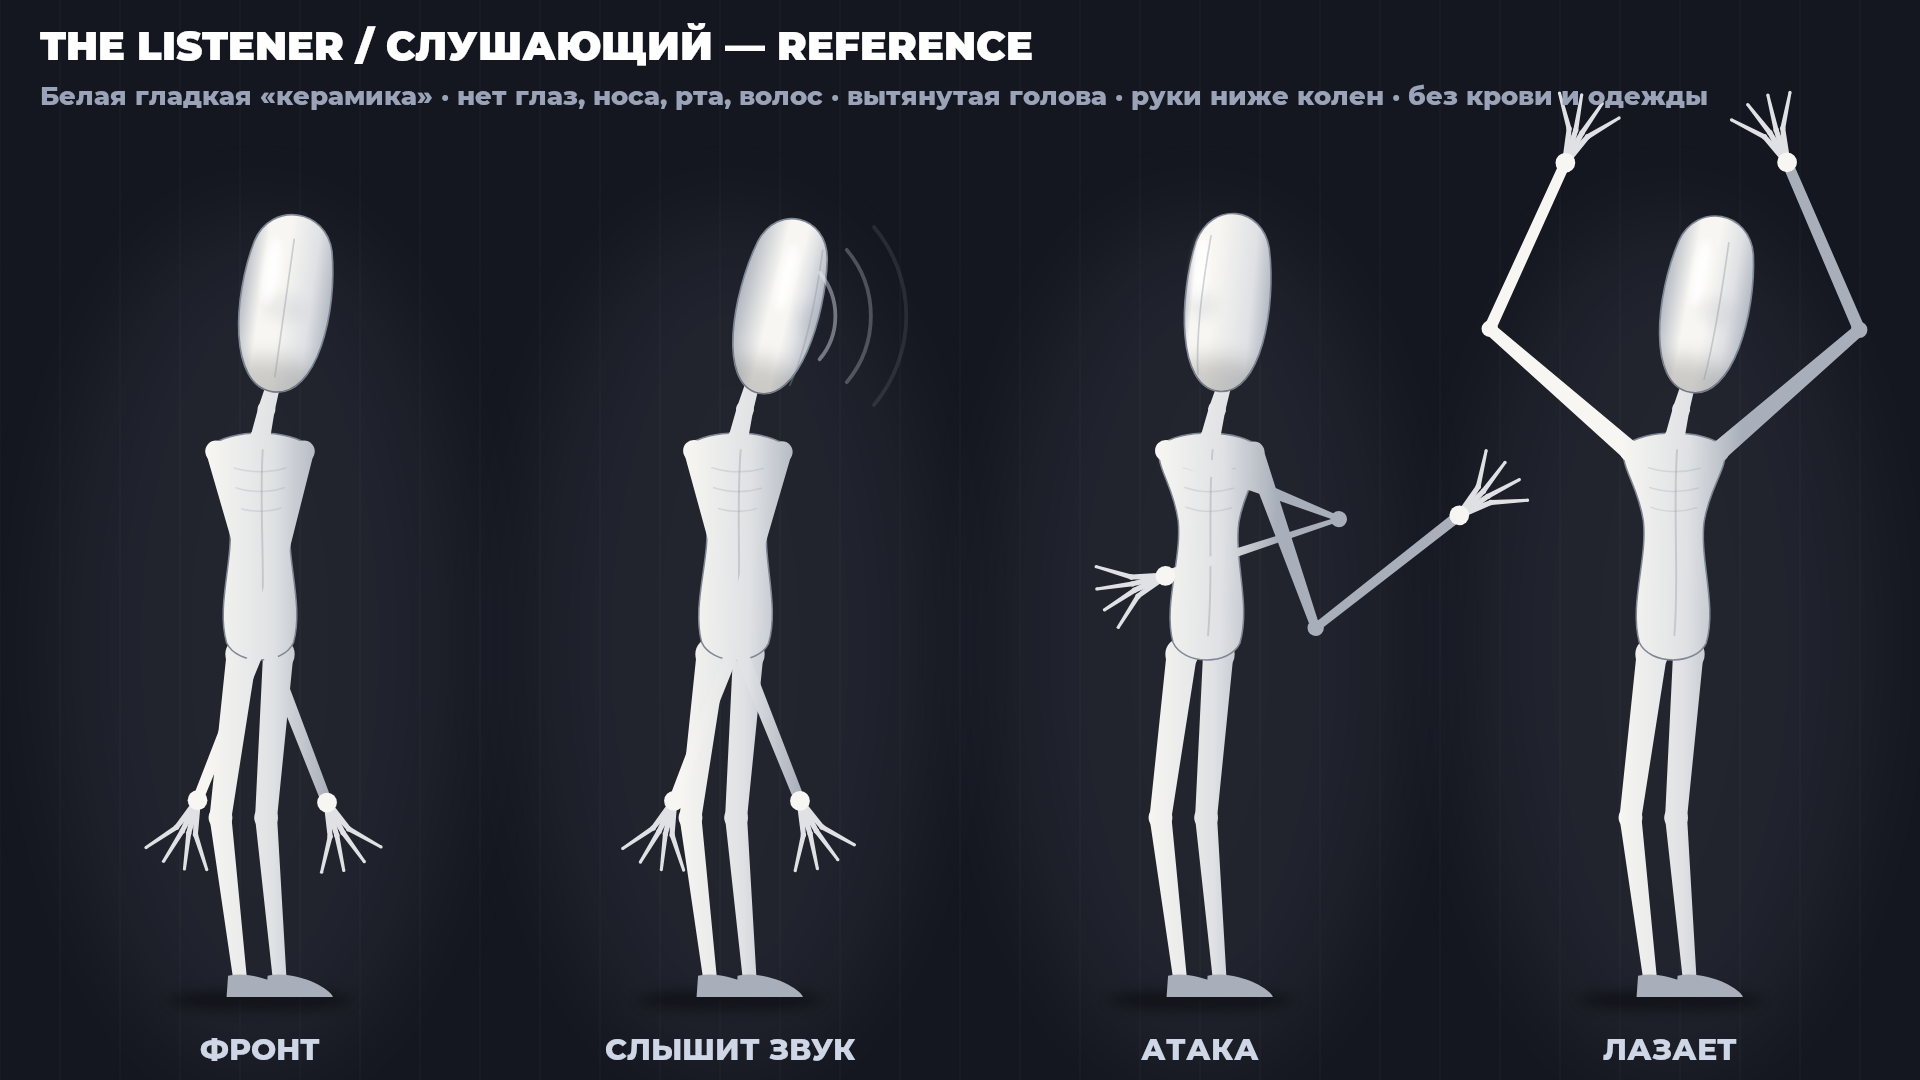 THE LISTENER / СЛУШАЮЩИЙ — REFERENCE
Белая гладкая «керамика» · нет глаз, носа, рта, волос · вытянутая голова · руки ниже колен · без крови и одежды
ФРОНТ
СЛЫШИТ ЗВУК
АТАКА
ЛАЗАЕТ